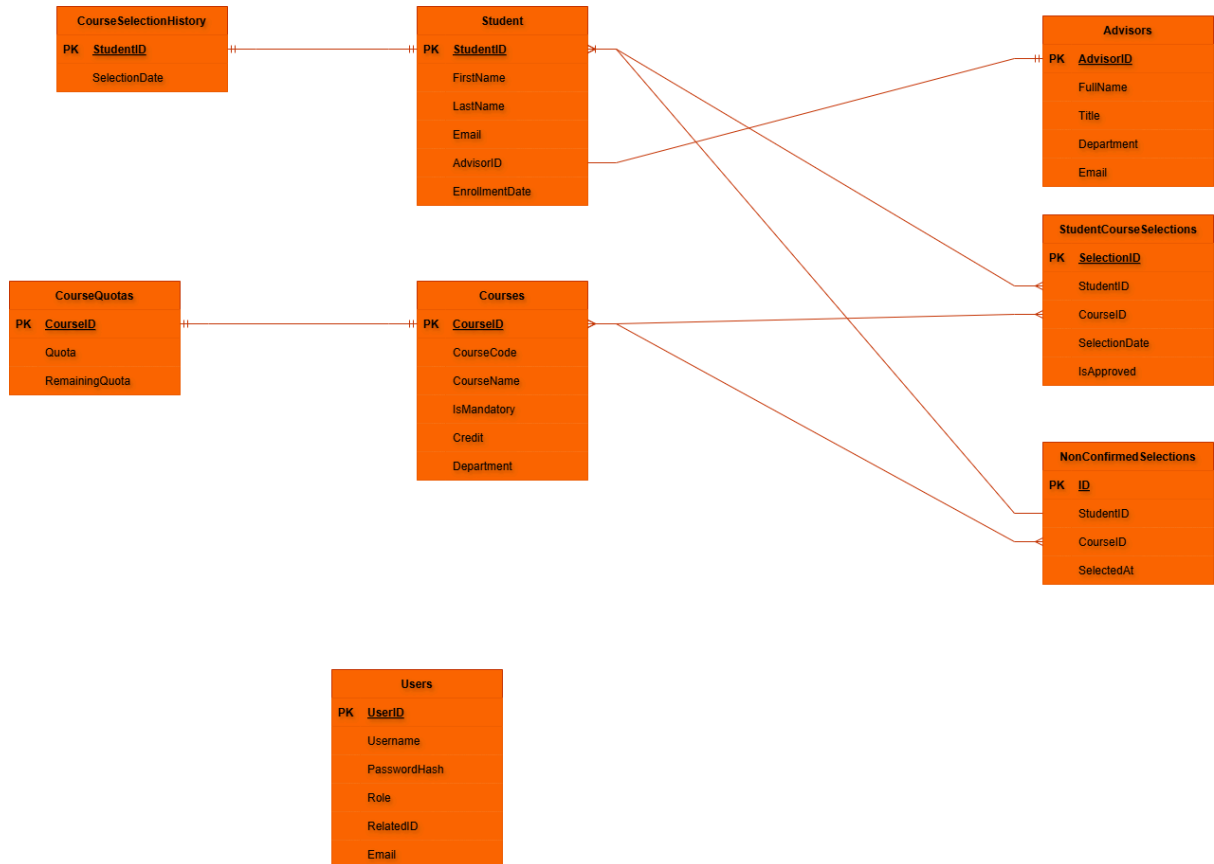 CourseSelectionHistory
PK StudentID
SelectionDate
Student
StudentID
FirstName
LastName
Email
AdvisorID
EnrollmentDate
Advisors
PK AdvisorID
FullName
Title
Department
Email
StudentCourseSelections
PK SelectionID
StudentID
CourseID
SelectionDate
IsApproved
CourseQuotas
PK CourseID
Quota
RemainingQuota
Courses
PK CourseID
CourseCode
CourseName
IsMandatory
Credit
Department
NonConfirmedSelections
PK ID
StudentID
CourseID
SelectedAt
Users
PK UserID
Username
PasswordHash
Role
RelatedID
Email